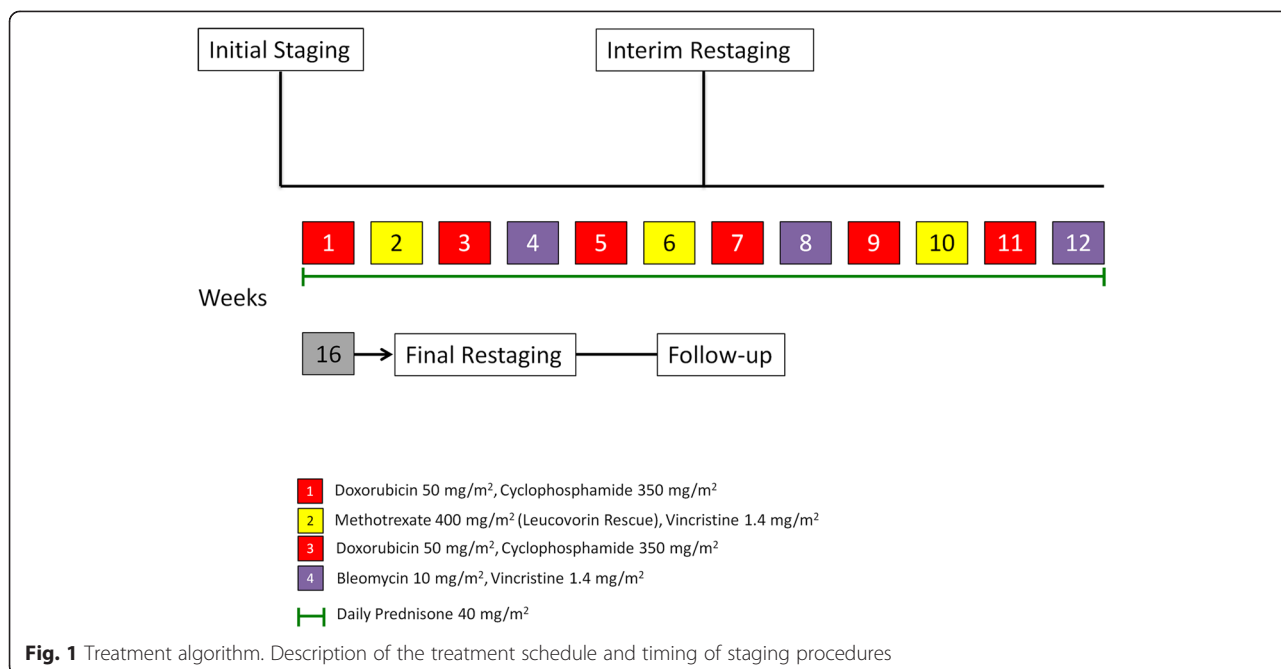 Initial Staging Interim Restaging
1 2 3 4 5 6 7 8 9 10 11 12
Weeks
16 Final Restaging Follow-up
1 Doxorubicin 50 mg/m², Cyclophosphamide 350 mg/m²
2 Methotrexate 400 mg/m² (Leucovorin Rescue), Vincristine 1.4 mg/m²
3 Doxorubicin 50 mg/m², Cyclophosphamide 350 mg/m²
4 Bleomycin 10 mg/m², Vincristine 1.4 mg/m²
Daily Prednisone 40 mg/m²
Fig. 1 Treatment algorithm. Description of the treatment schedule and timing of staging procedures